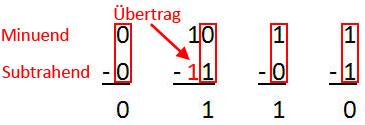 Übertrag
Minuend 0 10 1 1
Subtrahend -0 -11 -0 -1
0 1 1 0